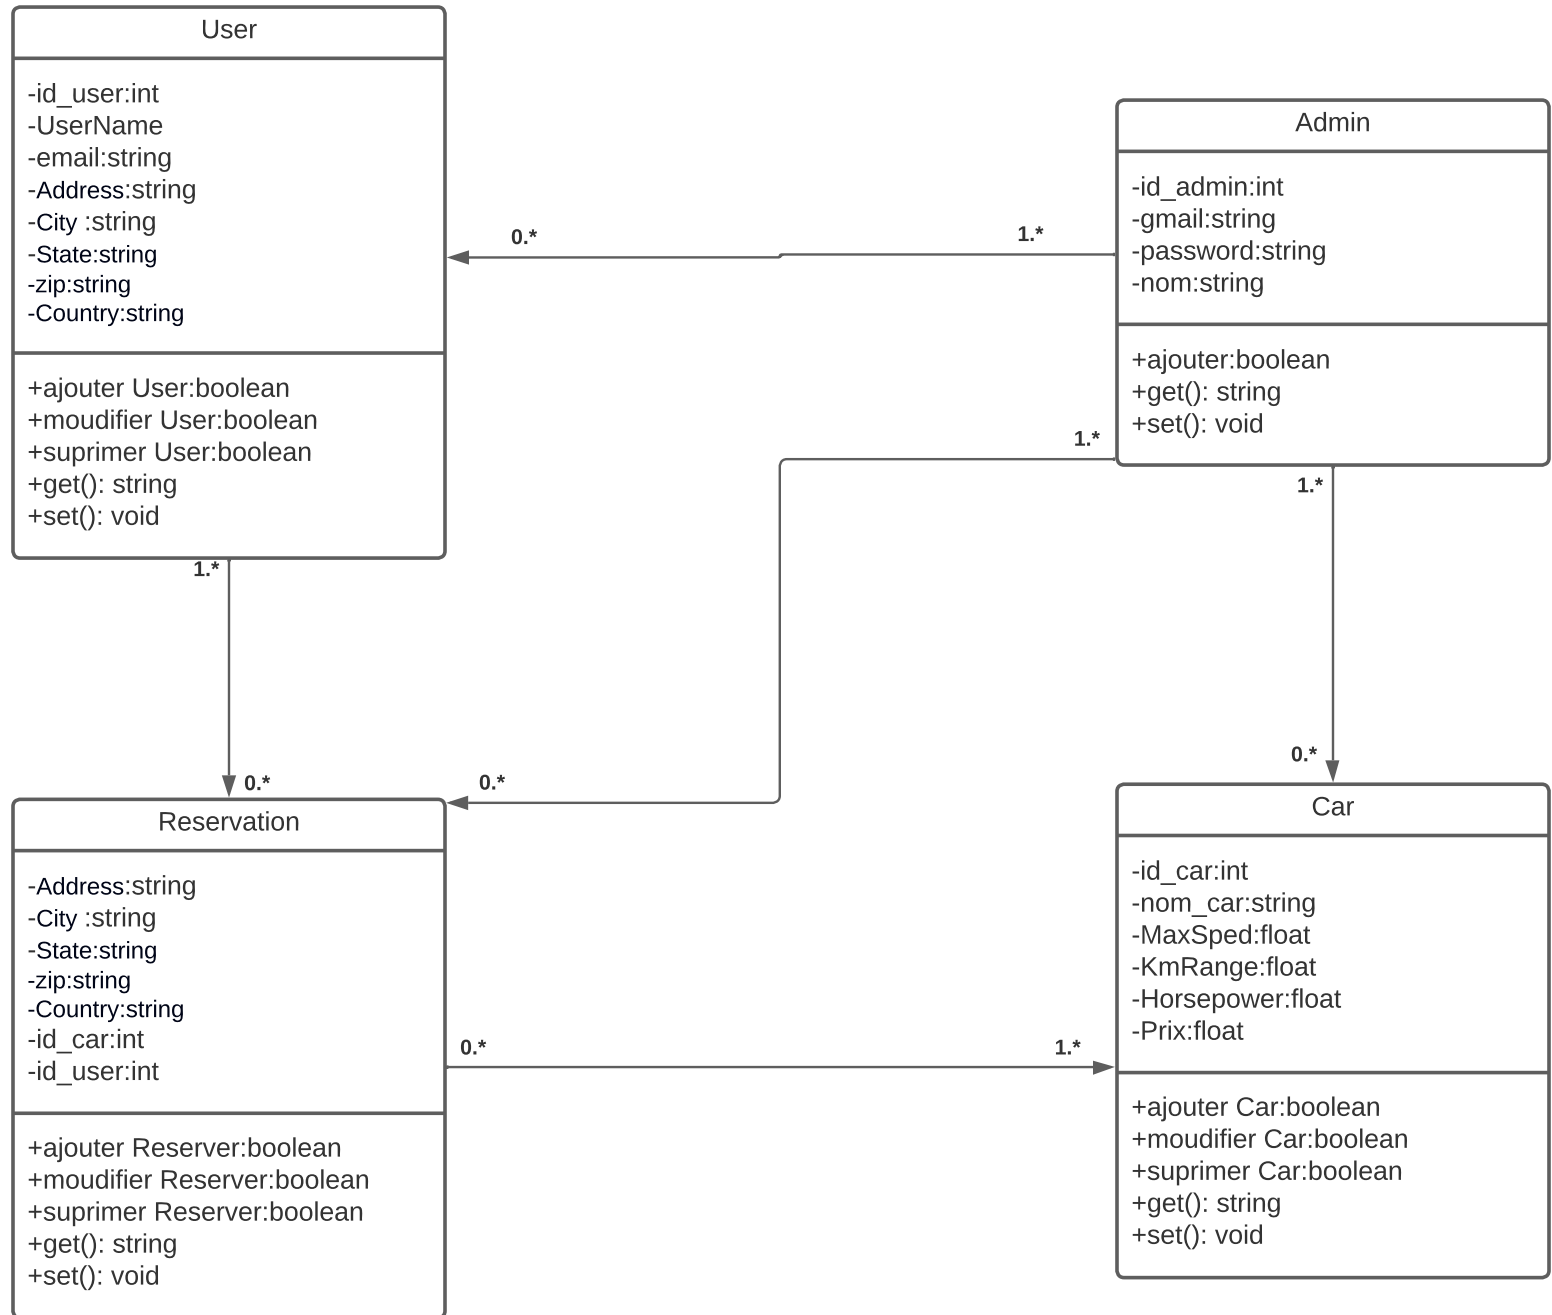 User
-id_user:int
-UserName
-email:string
-Address:string
-City :string
-State:string
-zip:string
-Country:string
+ajouter User:boolean
+moudifier User:boolean
+suprimer User:boolean
+get(): string
+set(): void
Admin
-id_admin:int
-gmail:string
-password:string
-nom:string
+ajouter:boolean
+get(): string
+set(): void
0.*
1.*
1.*
0.*
1.*
0.*
1.*
0.*
Reservation
-Address:string
-City :string
-State:string
-zip:string
-Country:string
-id_car:int
-id_user:int
+ajouter Reserver:boolean
+moudifier Reserver:boolean
+suprimer Reserver:boolean
+get(): string
+set(): void
0.*
1.*
Car
-id_car:int
-nom_car:string
-MaxSped:float
-KmRange:float
-Horsepower:float
-Prix:float
+ajouter Car:boolean
+moudifier Car:boolean
+suprimer Car:boolean
+get(): string
+set(): void